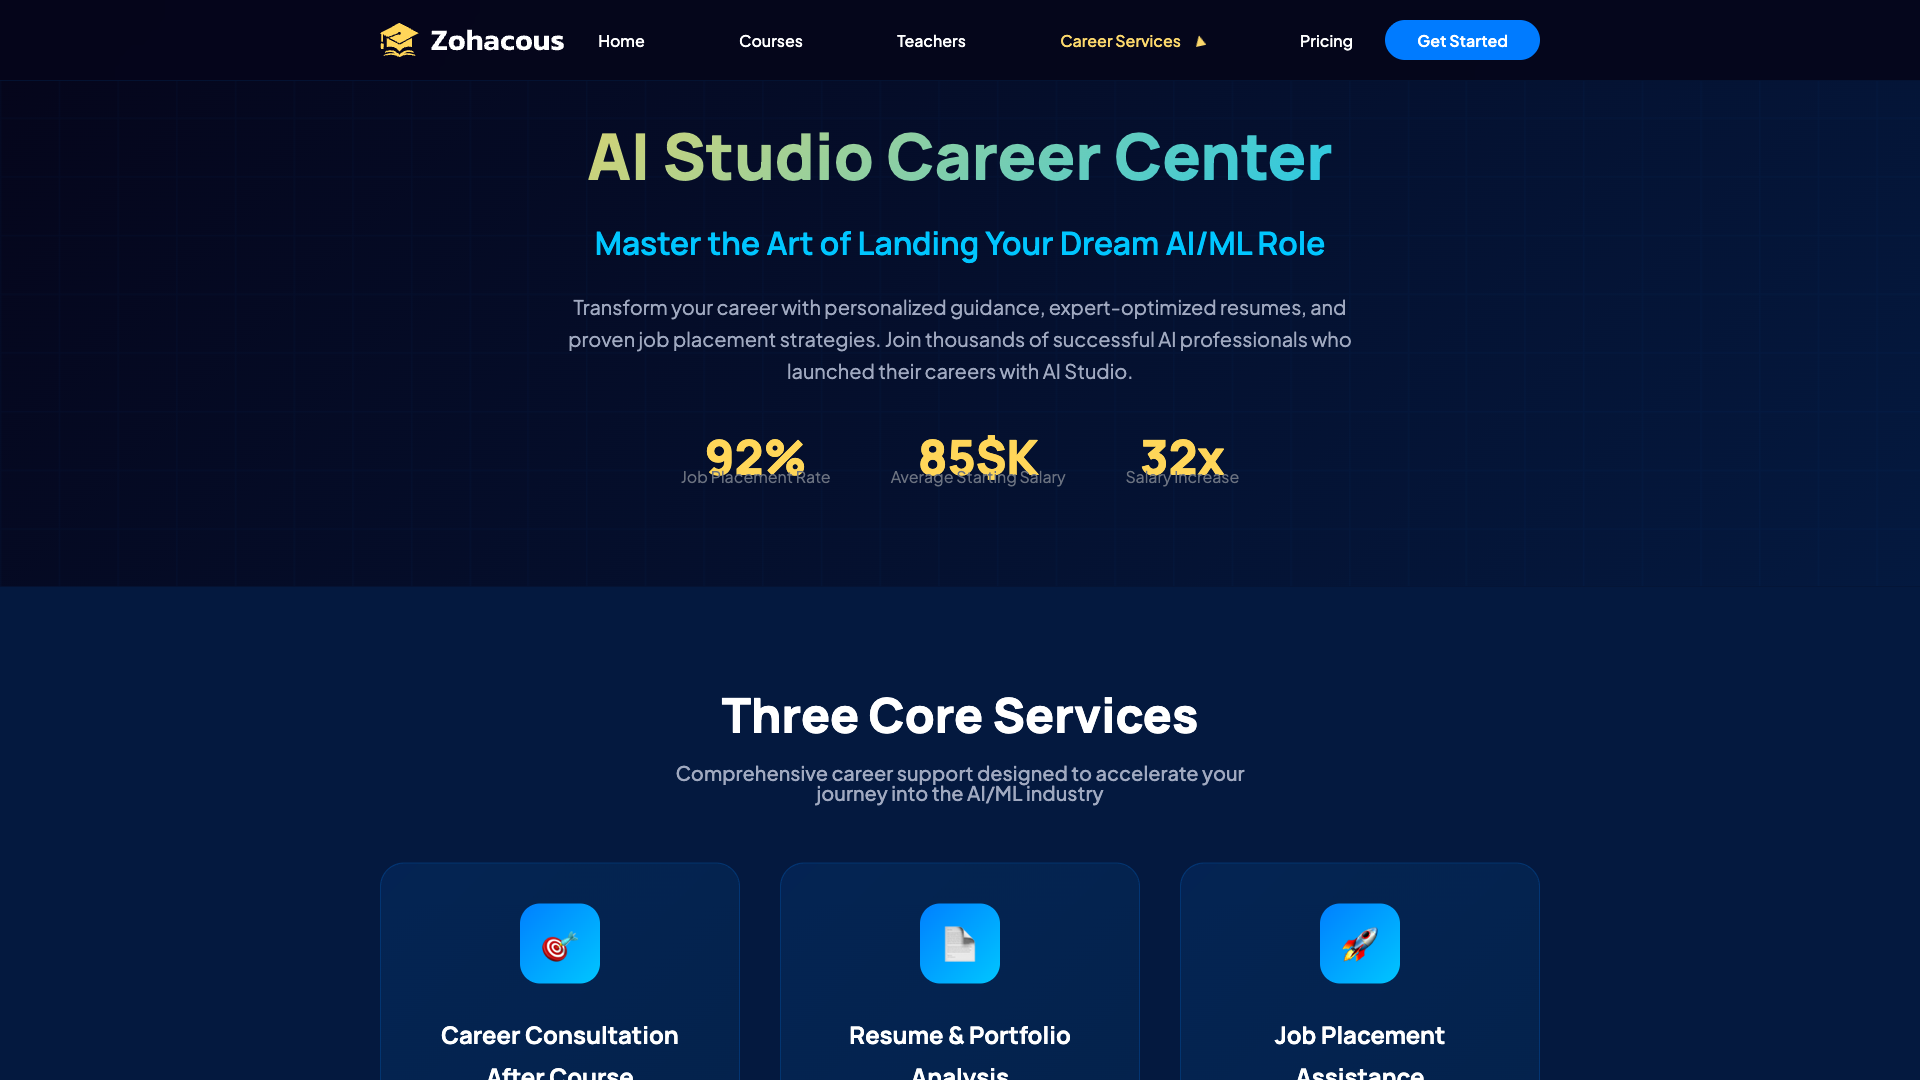 Zohacous
Home
Courses
Teachers
Career Services
Pricing
Get Started
AI Studio Career Center
Master the Art of Landing Your Dream AI/ML Role
Transform your career with personalized guidance, expert-optimized resumes, and
proven job placement strategies. Join thousands of successful AI professionals who
launched their careers with AI Studio.
92%
Job Placement Rate
85$K
Average Starting Salary
32x
Salary Increase
Three Core Services
Comprehensive career support designed to accelerate your
journey into the AI/ML industry
Career Consultation
After Course
Resume & Portfolio
Analysis
Job Placement
Assistance